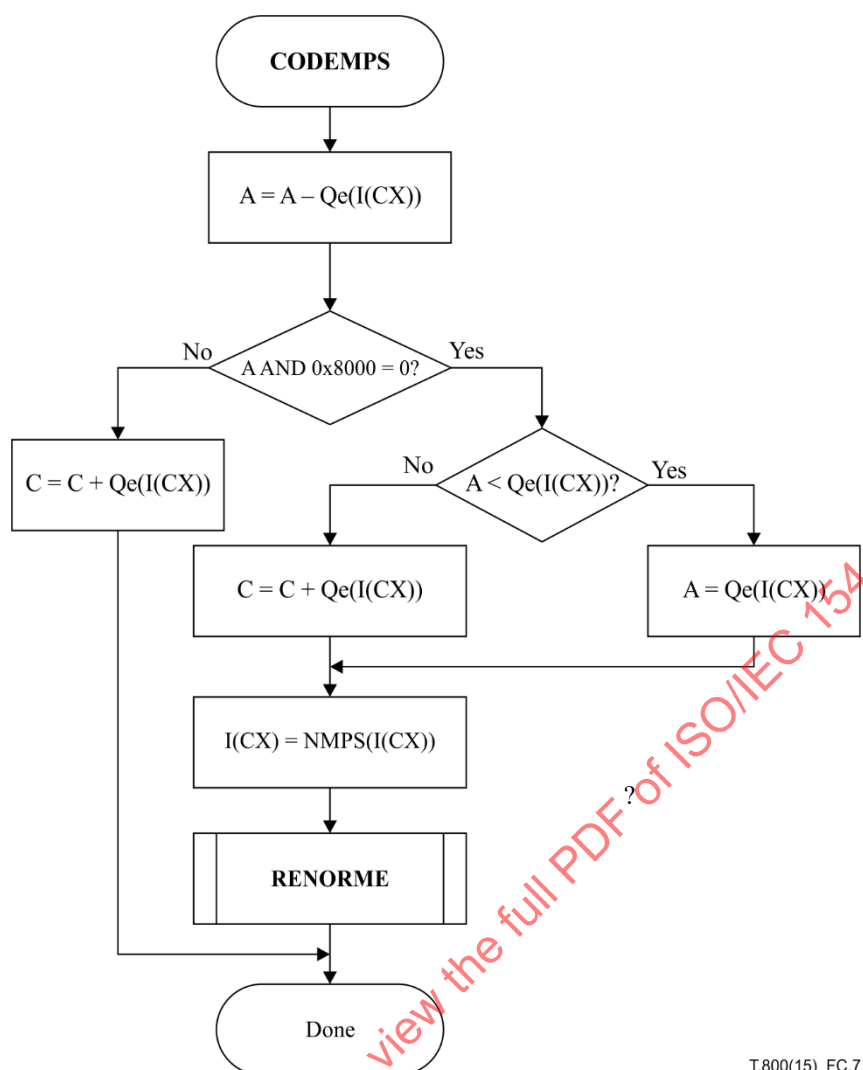 CODEMPS
A = A – Qe(I(CX))
No
A AND 0x8000 = 0?
Yes
C = C + Qe(I(CX))
No
A < Qe(I(CX))?
Yes
C = C + Qe(I(CX))
A = Qe(I(CX))
I(CX) = NMPS(I(CX))
?
RENORME
Done
view the full PDF of ISO/IEC 154
T.800(15)_FC.7